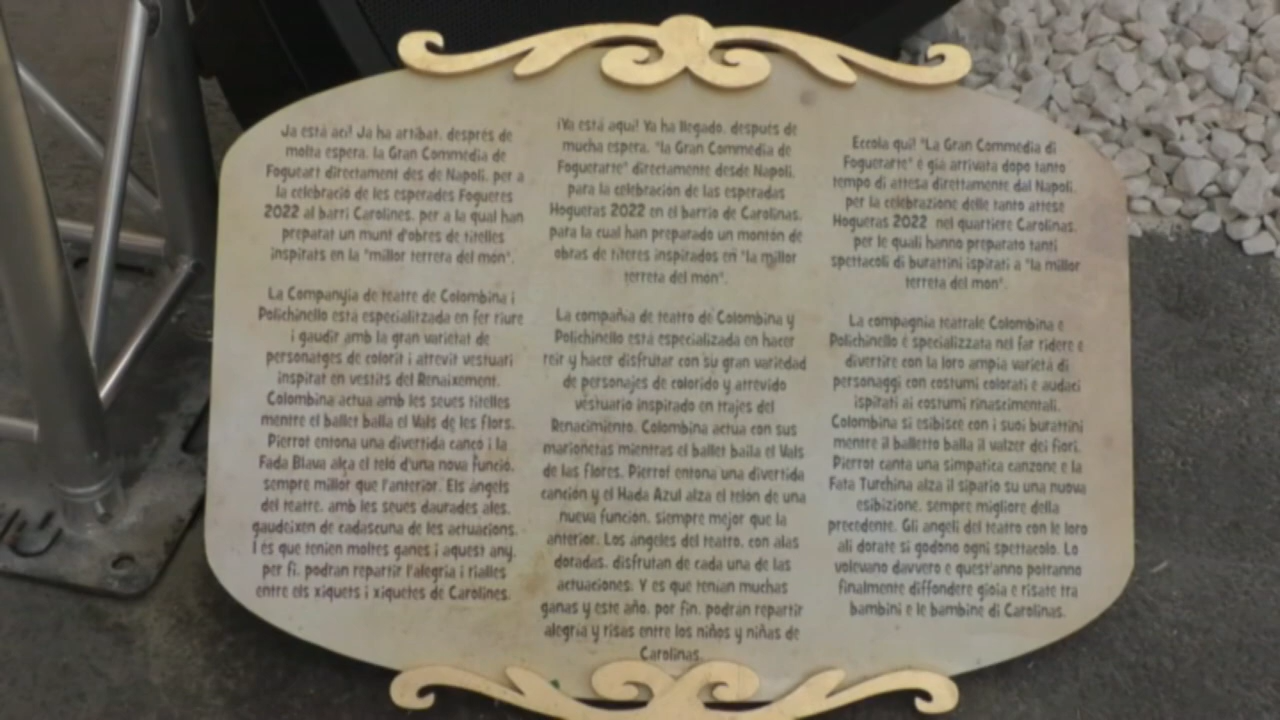 Ja està ací! Ja ha arribat, després de
molta espera, la Gran Commedia de
Fogueart directament des de Napoli, per a
la celebració de les esperades Fogueres
2022 al barri Carolines, per a la qual han
preparat un munt d'obres de titelles
inspirats en la "millor terreta del mon".
La Companyia de teatre de Colombina i
Polichinello està especialitzada en fer riure
i gaudir amb la gran varietat de
personatges de colorit i atrevit vestuari
inspirat en vestits del Renaixement.
Colombina actua amb les seues titelles
mentre el ballet balla el Vals de les flors.
Pierrot entona una divertida cancó i la
Fada Blava alça el teló d'una nova funció,
sempre millor que l'anterior. Els àngels
del teatre, amb les seues daurades ales,
gaudeixen de cadascuna de les actuacions.
I és que tenien moltes ganes i aquest any,
per fi, podran repartir l'alegria i rialles
entre els xiquets i xiquetes de Carolines.
¡Ya está aquí! Ya ha llegado, después de
mucha espera, "la Gran Commedia de
Foguerarte" directamente desde Napoli,
para la celebración de las esperadas
Hogueras 2022 en el barrio de Carolinas,
para la cual han preparado un montón de
obras de títeres inspirados en "la millor
terreta del mon".
La compañía de teatro de Colombina y
Polichinello está especializada en hacer
reir y hacer disfrutar con su gran variedad
de personajes de colorido y atrevido
vestuario inspirado en trajes del
Renacimiento. Colombina actúa con sus
marionetas mientras el ballet baila el Vals
de las flores. Pierrot entona una divertida
canción y el Hada Azul alza el telón de una
nueva función, siempre mejor que la
anterior. Los ángeles del teatro, con alas
doradas, disfrutan de cada una de las
actuaciones. Y es que tenían muchas
ganas y este año, por fin, podrán repartir
alegría y risas entre los niños y niñas de
Carolinas.
Eccola qui! "La Gran Commedia di
Foguerarte" é gia arrivata dopo tanto
tempo di attesa direttamente dal Napoli,
per la celebrazione delle tanto attese
Hogueras 2022 nel quartiere Carolinas,
per le quali hanno preparato tanti
spettacoli di burattini ispirati a "la millor
terreta del mon".
La compagnia teatrale Colombina e
Polichinello é specializzata nel far ridere e
divertire con la loro ampia varietà di
personaggi con costumi colorati e audaci
ispirati ai costumi rinascimentali.
Colombina si esibisce con i suoi burattini
mentre il balletto balla il valzer dei fiori.
Pierrot canta una simpatica canzone e la
Fata Turchina alza il sipario su una nuova
esibizione, sempre migliore della
precedente. Gli angeli del teatro con le loro
ali dorate si godono ogni spettacolo. Lo
volevano davvero e quest'anno potranno
finalmente diffondere gioia e risate tra
bambini e le bambine di Carolinas.